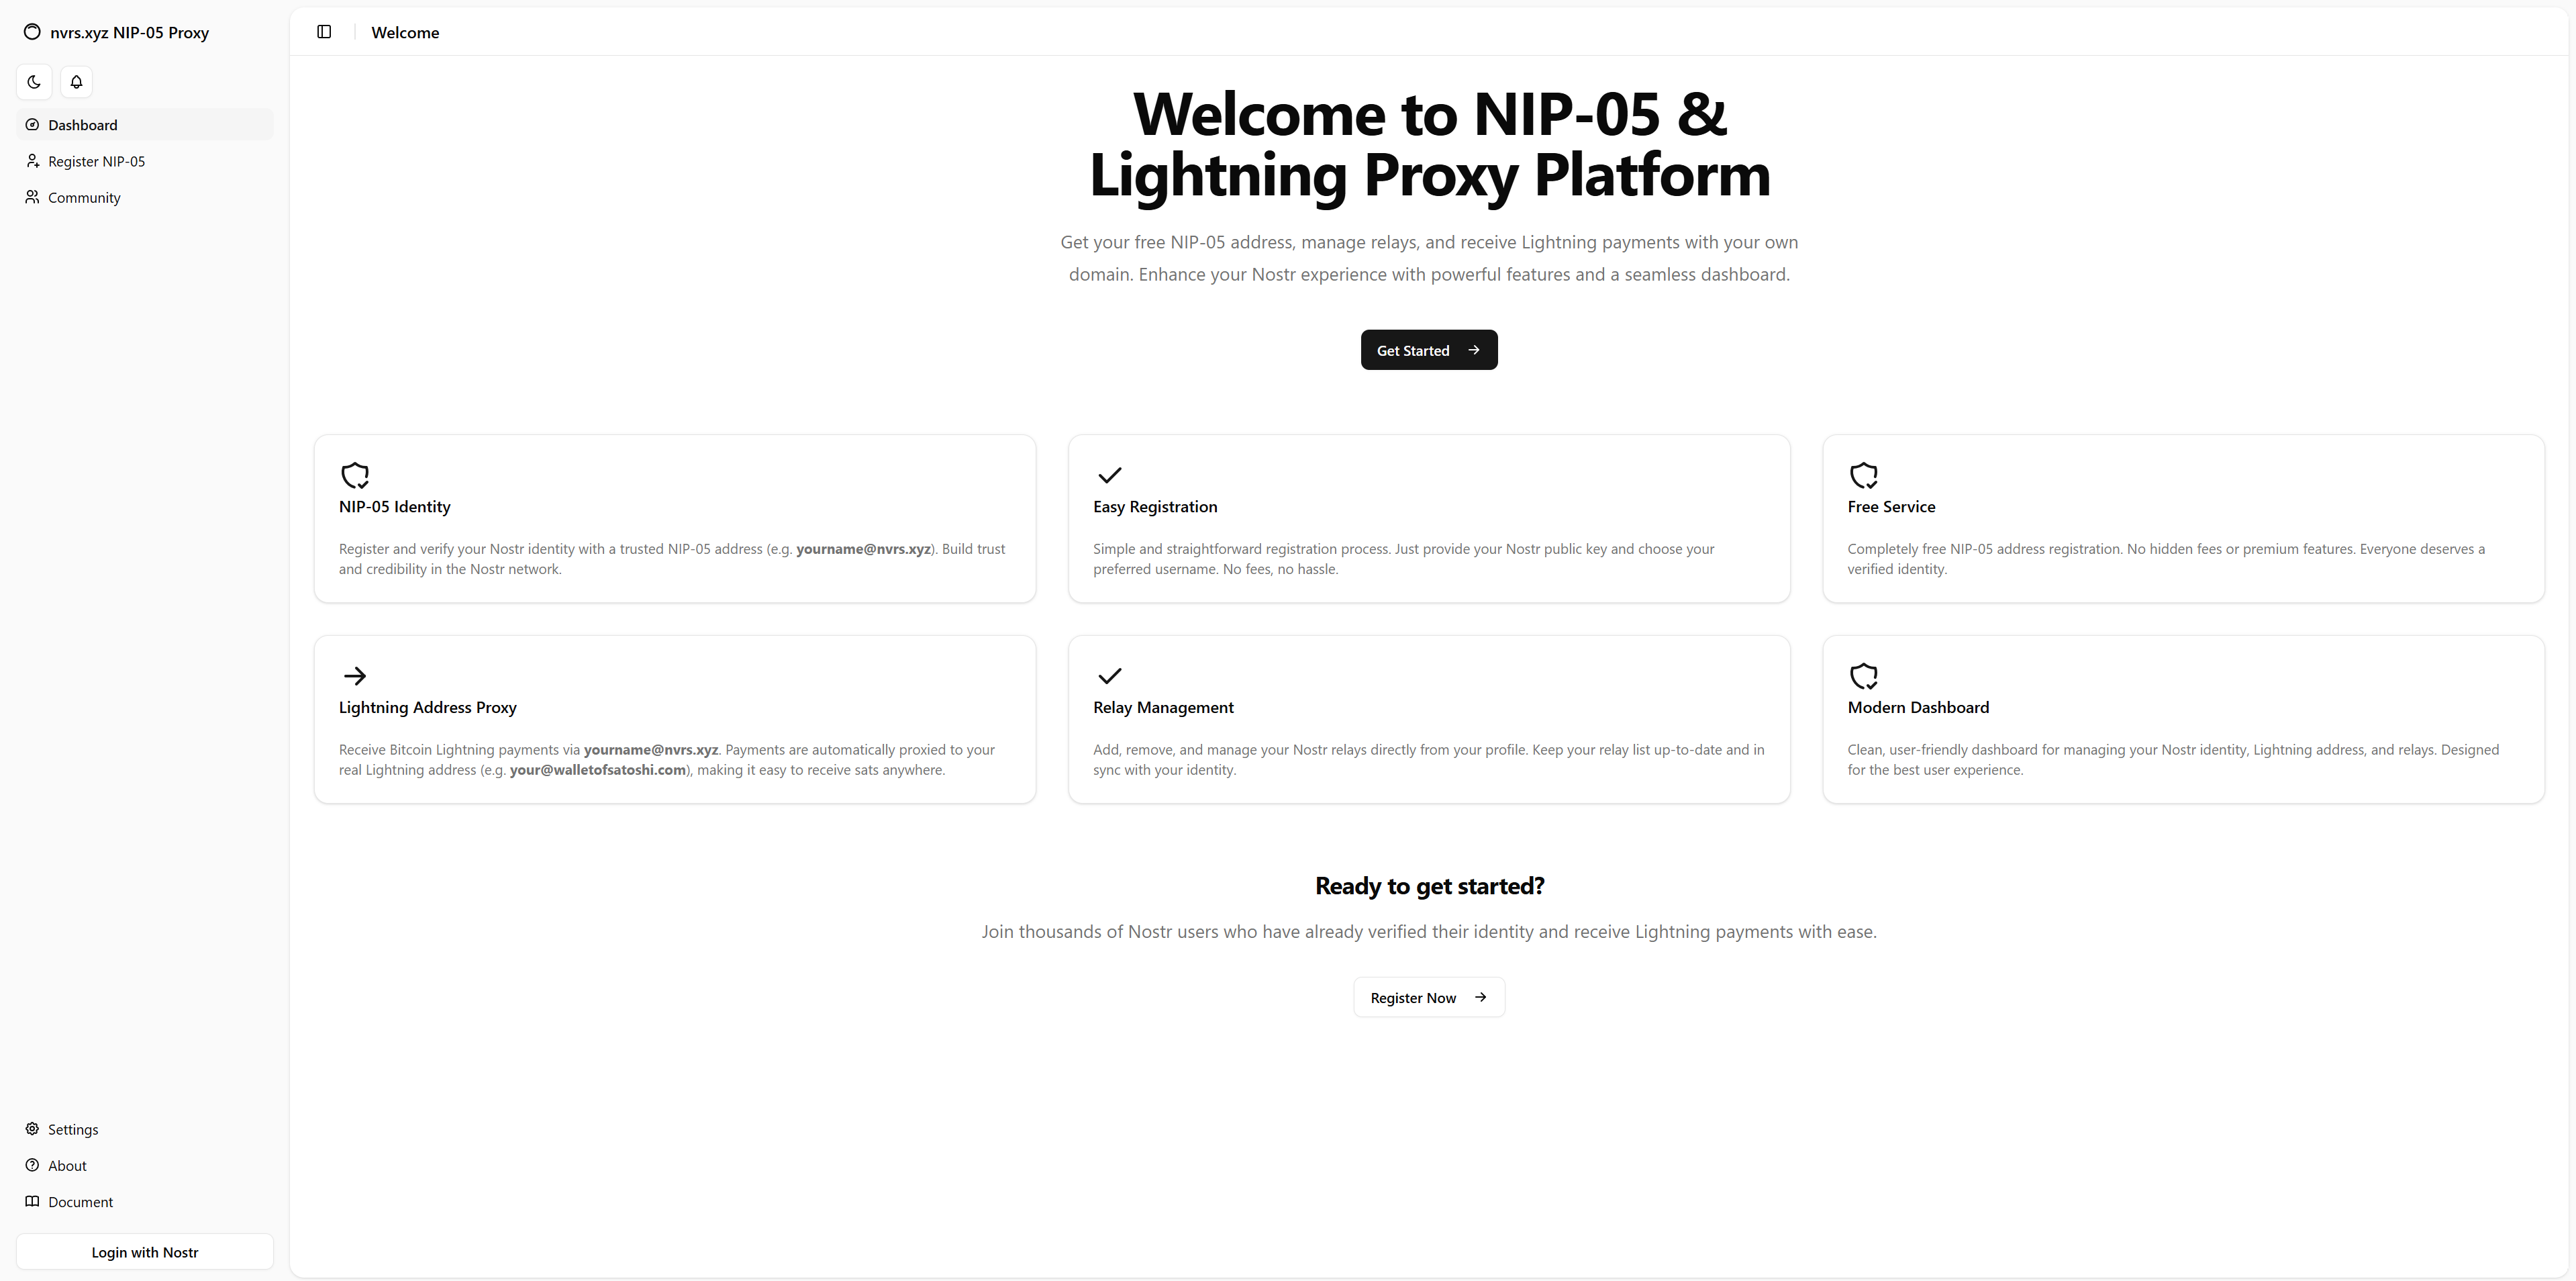 nvrs.xyz NIP-05 Proxy
Dashboard
Register NIP-05
Community
Settings
About
Document
Login with Nostr
Welcome
Welcome to NIP-05 &
Lightning Proxy Platform
Get your free NIP-05 address, manage relays, and receive Lightning payments with your own
domain. Enhance your Nostr experience with powerful features and a seamless dashboard.
Get Started
NIP-05 Identity
Register and verify your Nostr identity with a trusted NIP-05 address (e.g. yourname@nvrs.xyz). Build trust
and credibility in the Nostr network.
Easy Registration
Simple and straightforward registration process. Just provide your Nostr public key and choose your
preferred username. No fees, no hassle.
Free Service
Completely free NIP-05 address registration. No hidden fees or premium features. Everyone deserves a
verified identity.
Lightning Address Proxy
Receive Bitcoin Lightning payments via yourname@nvrs.xyz. Payments are automatically proxied to your
real Lightning address (e.g. your@walletofsatoshi.com), making it easy to receive sats anywhere.
Relay Management
Add, remove, and manage your Nostr relays directly from your profile. Keep your relay list up-to-date and in
sync with your identity.
Modern Dashboard
Clean, user-friendly dashboard for managing your Nostr identity, Lightning address, and relays. Designed
for the best user experience.
Ready to get started?
Join thousands of Nostr users who have already verified their identity and receive Lightning payments with ease.
Register Now